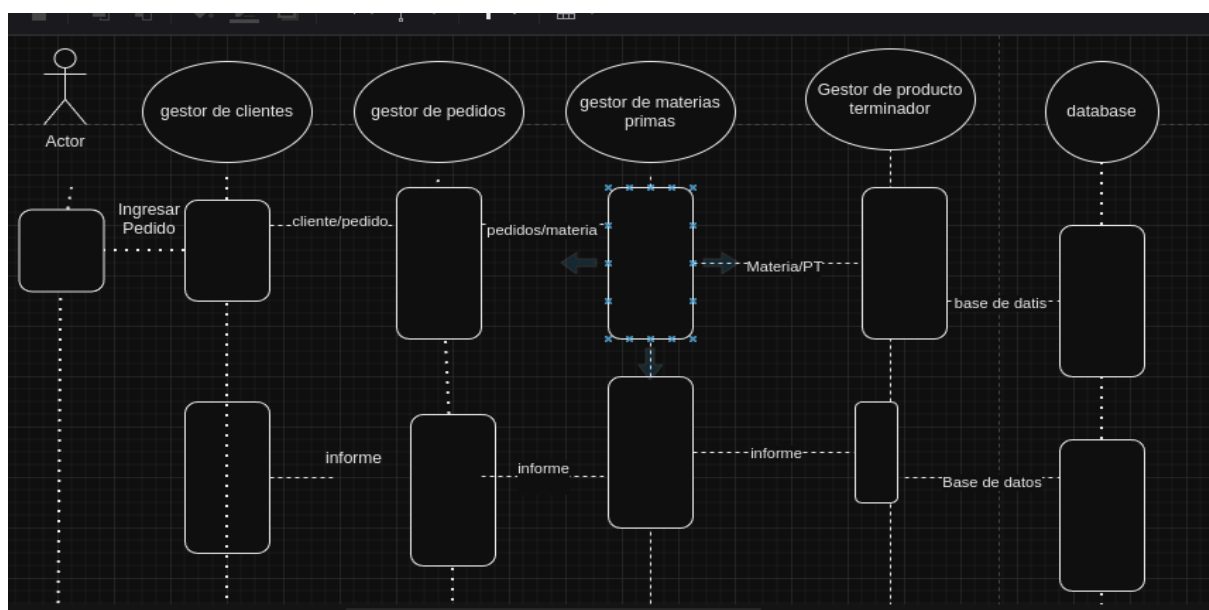 Actor
gestor de clientes
gestor de pedidos
gestor de materias
primas
Gestor de producto
terminador
database
Ingresar
Pedido
cliente/pedido
pedidos/materia
Materia/PT
base de datis
informe
informe
informe
Base de datos